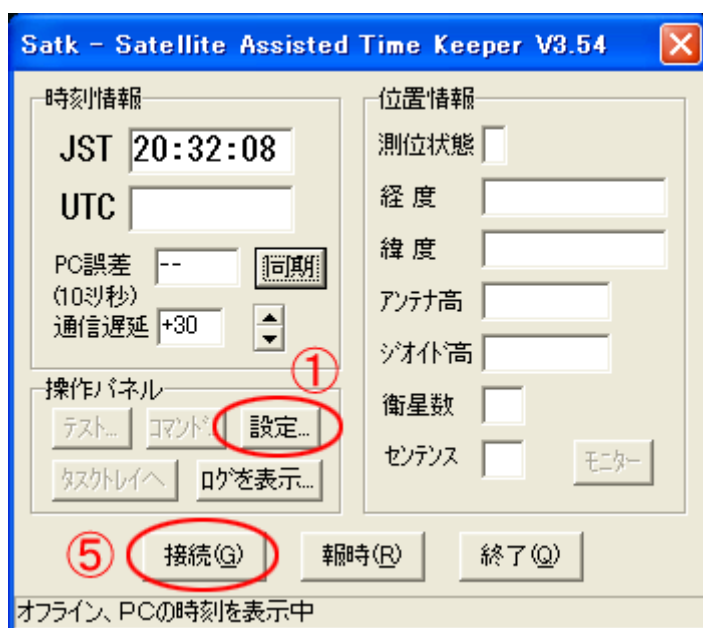 Satk - Satellite Assisted Time Keeper V3.54
時刻情報
JST 20:32:08
UTC
PC誤差 -- 同期
(10ミリ秒)
通信遅延 +30
操作パネル
①
テスト... コマンド... 設定...
タスクトレイへ ログを表示...
位置情報
測位状態
経 度
緯 度
アンテナ高
ジオイド高
衛星数
センテンス モニター
⑤ 接続(G) 報時(R) 終了(Q)
オフライン、PCの時刻を表示中